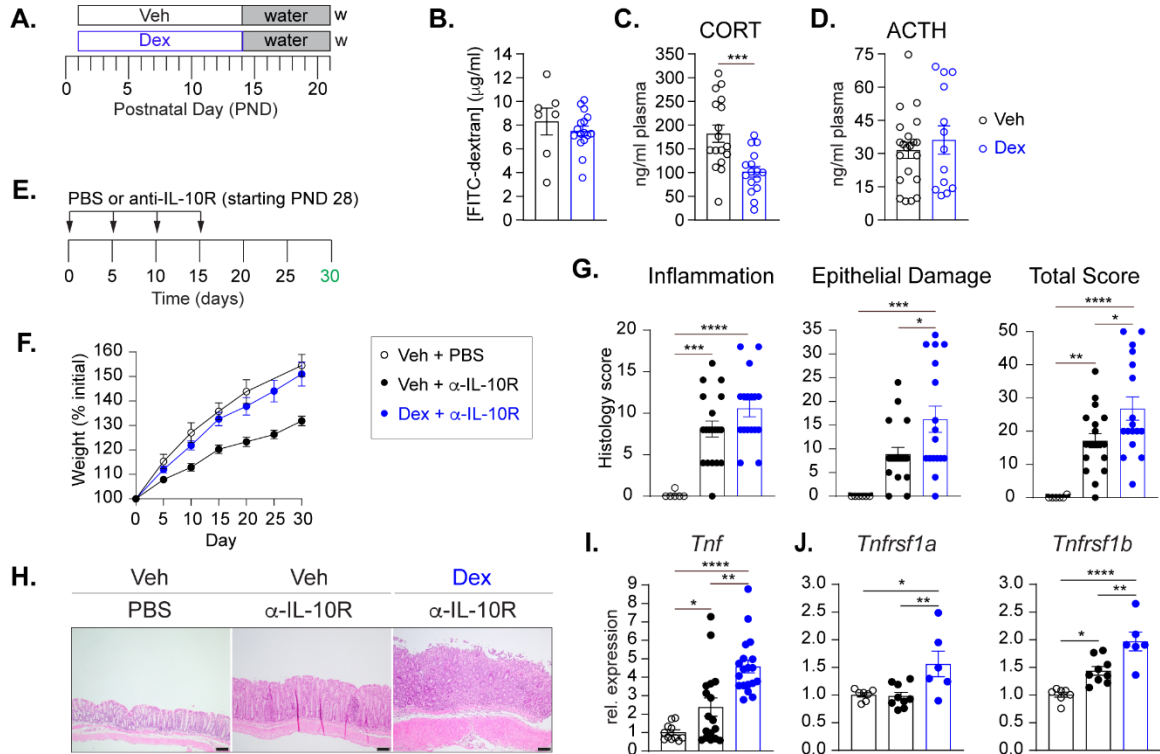 A.
Veh water w
Dex water w
0 5 10 15 20
Postnatal Day (PND)
B.
[FITC-dextran] (µg/ml)
14
12
10
8
6
4
2
0
C.
CORT
ng/ml plasma
350
300
250
200
150
100
50
0
***
D.
ACTH
ng/ml plasma
75
60
45
30
15
0
Veh
Dex
E.
PBS or anti-IL-10R (starting PND 28)
0 5 10 15 20 25 30
Time (days)
F.
Weight (% initial)
160
150
140
130
120
110
100
0 5 10 15 20 25 30
Day
Veh + PBS
Veh + α-IL-10R
Dex + α-IL-10R
G.
Inflammation
Histology score
20
15
10
5
0
****
***
Epithelial Damage
35
30
25
20
15
10
5
0
***
*
Total Score
50
40
30
20
10
0
****
*
**
H.
Veh Veh Dex
PBS α-IL-10R α-IL-10R
I.
Tnf
rel. expression
9
8
7
6
5
4
3
2
1
0
****
**
*
J.
Tnfrsf1a
3.0
2.5
2.0
1.5
1.0
0.5
0.0
*
**
Tnfrsf1b
3.0
2.5
2.0
1.5
1.0
0.5
0.0
****
**
*